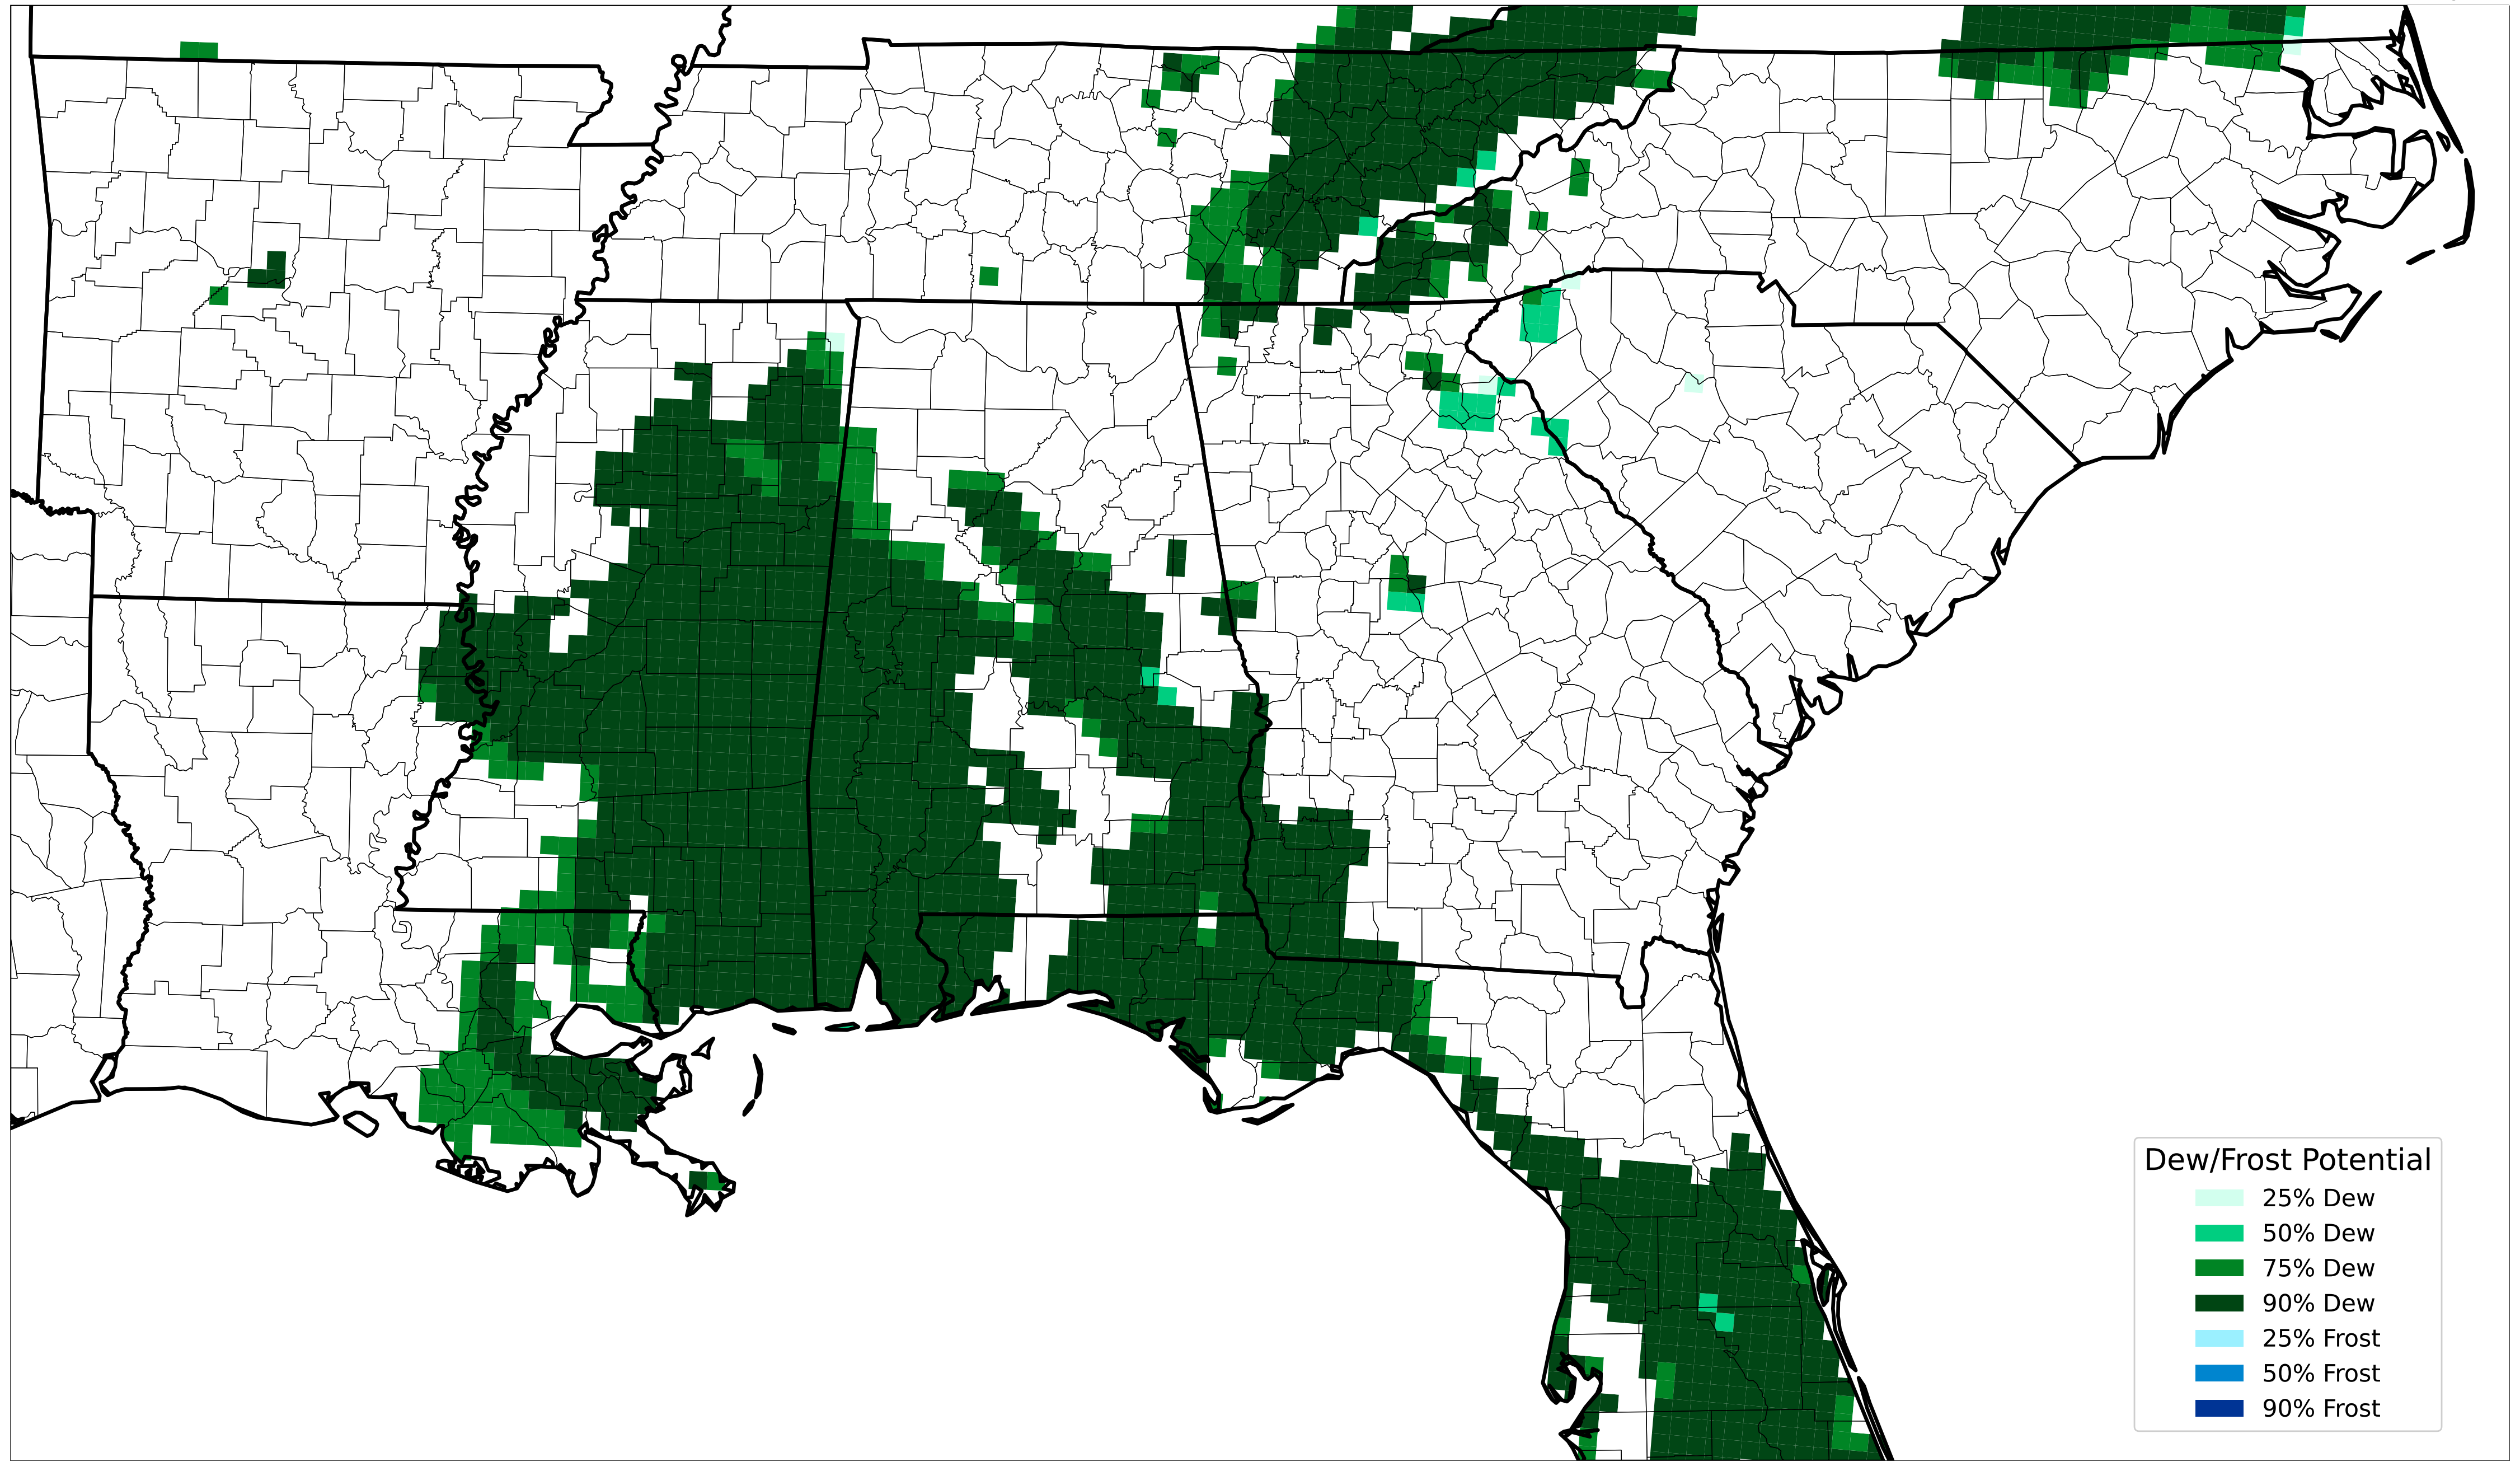 Dew/Frost Potential
25% Dew
50% Dew
75% Dew
90% Dew
25% Frost
50% Frost
90% Frost